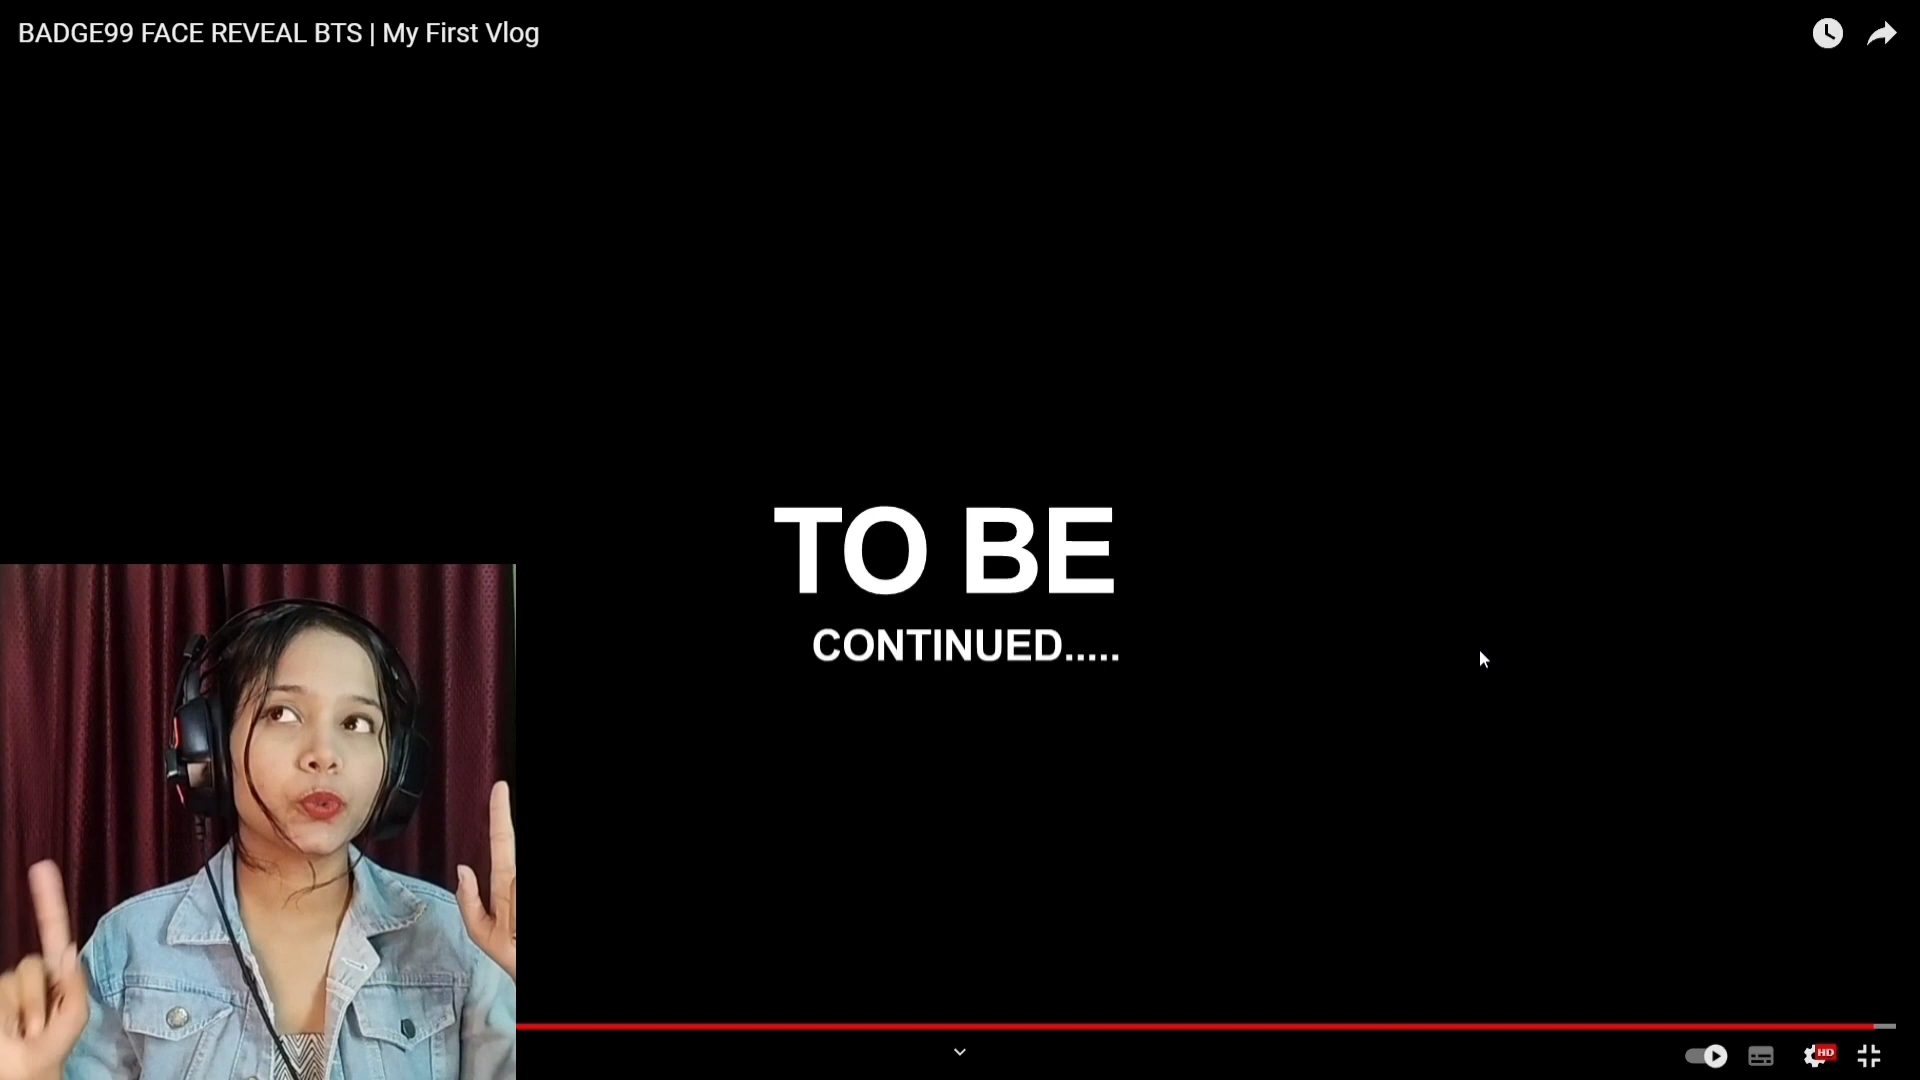 BADGE99 FACE REVEAL BTS | My First Vlog
TO BE
CONTINUED.....
HD